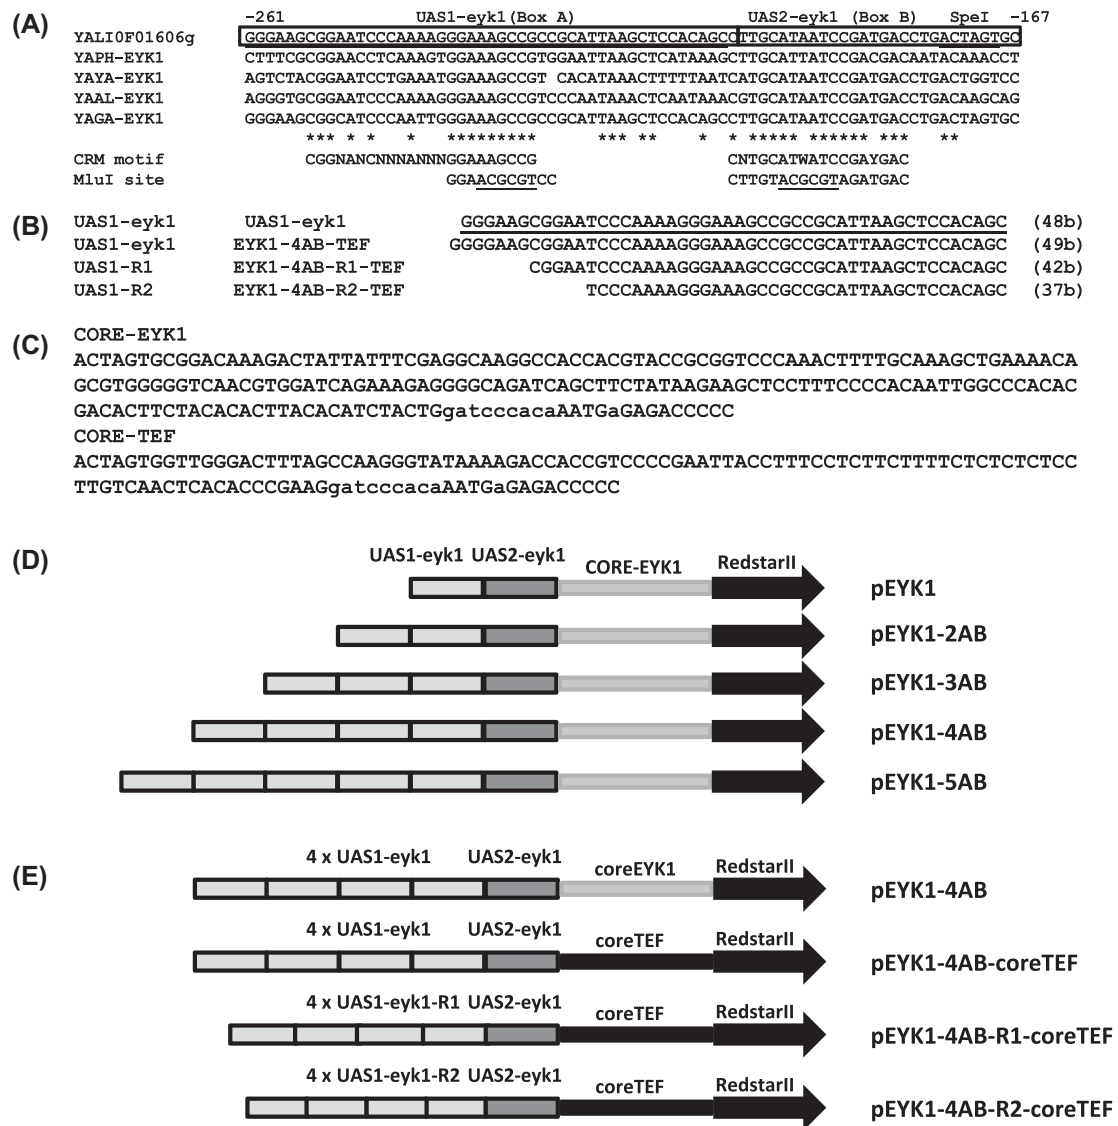 (A)
-261 UAS1-eyk1(Box A) UAS2-eyk1 (Box B) SpeI -167
YALI0F01606g GGGAAGCGGAATCCCAAAAGGGAAAGCCGCCGCATTAAGCTCCACAGCCTTGCATAATCCGATGACCTGACTAGTGC
YAPH-EYK1 CTTTCGCGGAACCTCAAAGTGGAAAGCCGTGGAATTAAGCTCATAAAGCTTGCATTATCCGACGACAATACAAACCT
YAYA-EYK1 AGTCTACGGAATCCTGAAATGGAAAGCCGT CACATAAACTTTTTAATCATGCATAATCCGATGACCTGACTGGTCC
YAAL-EYK1 AGGGTGCGGAATCCCAAAAGGGAAAGCCGTCCCAATAAACTCAATAAACGTGCATAATCCGATGACCTGACAAGCAG
YAGA-EYK1 GGGAAGCGGCATCCCAATTGGGAAAGCCGCCGCATTAAGCTCCACAGCCTTGCATAATCCGATGACCTGACTAGTGC
*** * * * ********* *** ** * * ***** ****** *** **
CRM motif CGGNANCNNNANNNGGAAAGCCG CNTGCATWATCCGAYGAC
MluI site GGAACGCGTCC CTTGTACGCGTAGATGAC
(B)
UAS1-eyk1 UAS1-eyk1 GGGAAGCGGAATCCCAAAAGGGAAAGCCGCCGCATTAAGCTCCACAGC (48b)
UAS1-eyk1 EYK1-4AB-TEF GGGGAAGCGGAATCCCAAAAGGGAAAGCCGCCGCATTAAGCTCCACAGC (49b)
UAS1-R1 EYK1-4AB-R1-TEF CGGAATCCCAAAAGGGAAAGCCGCCGCATTAAGCTCCACAGC (42b)
UAS1-R2 EYK1-4AB-R2-TEF TCCCAAAAGGGAAAGCCGCCGCATTAAGCTCCACAGC (37b)
(C)
CORE-EYK1
ACTAGTGCGGACAAAGACTATTATTTCGAGGCAAGGCCACCACGTACCGCGGTCCCAAACTTTTGCAAAGCTGAAAACA
GCGTGGGGGTCAACGTGGATCAGAAAGAGGGGCAGATCAGCTTCTATAAGAAGCTCCTTTCCCCACAATTGGCCCACAC
GACACTTCTACACACTTACACATCTACTGgatcccacaAATGaGAGACCCCC
CORE-TEF
ACTAGTGGTTGGGACTTTAGCCAAGGGTATAAAAGACCACCGTCCCCGAATTACCTTTCCTCTTCTTTTCTCTCTCTCC
TTGTCAACTCACACCCGAAGgatcccacaAATGaGAGACCCCC
(D)
UAS1-eyk1 UAS2-eyk1 CORE-EYK1 RedstarII
pEYK1
pEYK1-2AB
pEYK1-3AB
pEYK1-4AB
pEYK1-5AB
(E)
4 x UAS1-eyk1 UAS2-eyk1 coreEYK1 RedstarII
pEYK1-4AB
4 x UAS1-eyk1 UAS2-eyk1 coreTEF RedstarII
pEYK1-4AB-coreTEF
4 x UAS1-eyk1-R1 UAS2-eyk1 coreTEF RedstarII
pEYK1-4AB-R1-coreTEF
4 x UAS1-eyk1-R2 UAS2-eyk1 coreTEF RedstarII
pEYK1-4AB-R2-coreTEF